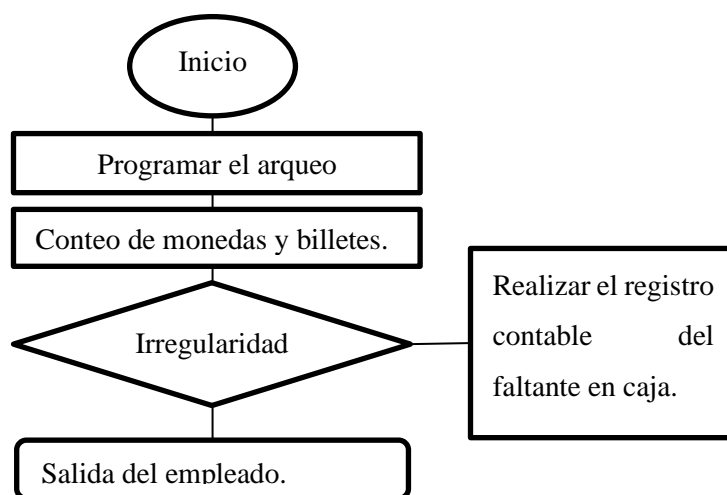 Inicio
Programar el arqueo
Conteo de monedas y billetes.
Irregularidad
Realizar el registro
contable del
faltante en caja.
Salida del empleado.